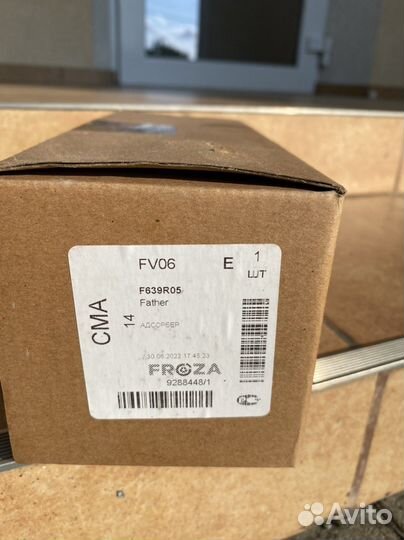 FV06 E 1
ШТ
F639R05
Father
CMA
14
АДСОРБЕР
30.06.2022 17:45:23
FROZA
9288448/1
Avito